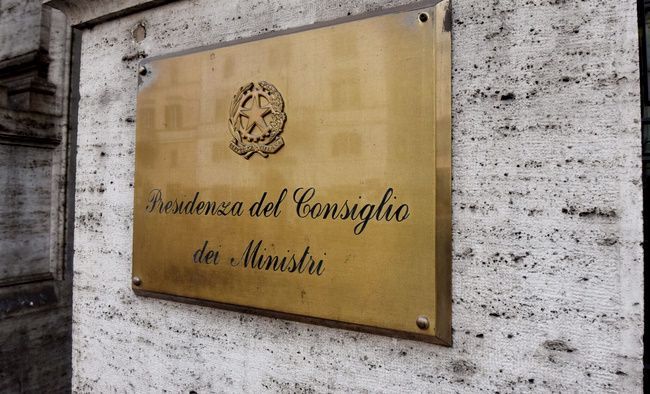 Presidenza del Consiglio
dei Ministri